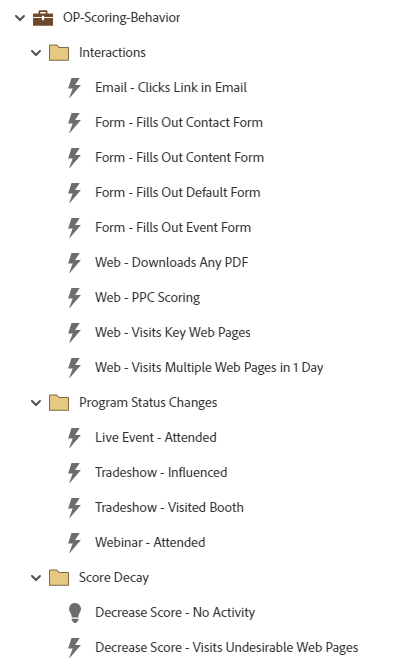 OP-Scoring-Behavior
Interactions
Email - Clicks Link in Email
Form - Fills Out Contact Form
Form - Fills Out Content Form
Form - Fills Out Default Form
Form - Fills Out Event Form
Web - Downloads Any PDF
Web - PPC Scoring
Web - Visits Key Web Pages
Web - Visits Multiple Web Pages in 1 Day
Program Status Changes
Live Event - Attended
Tradeshow - Influenced
Tradeshow - Visited Booth
Webinar - Attended
Score Decay
Decrease Score - No Activity
Decrease Score - Visits Undesirable Web Pages